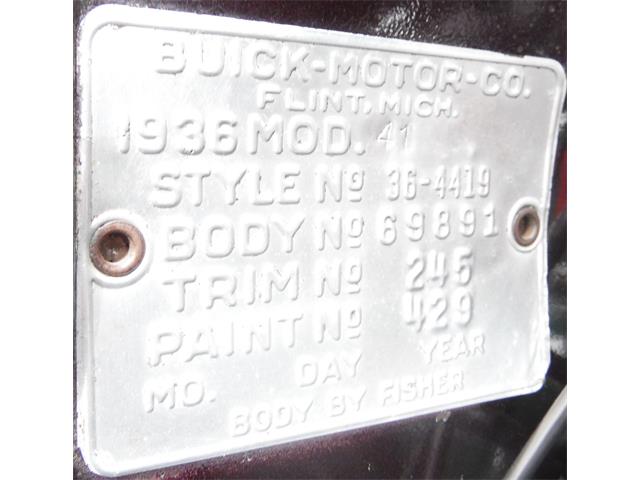 BUICK-MOTOR-CO.
FLINT, MICH.
1936 MOD. 41
STYLE Nº 36-4419
BODY Nº 69891
TRIM Nº 245
PAINT Nº 429
MO. DAY YEAR
BODY BY FISHER